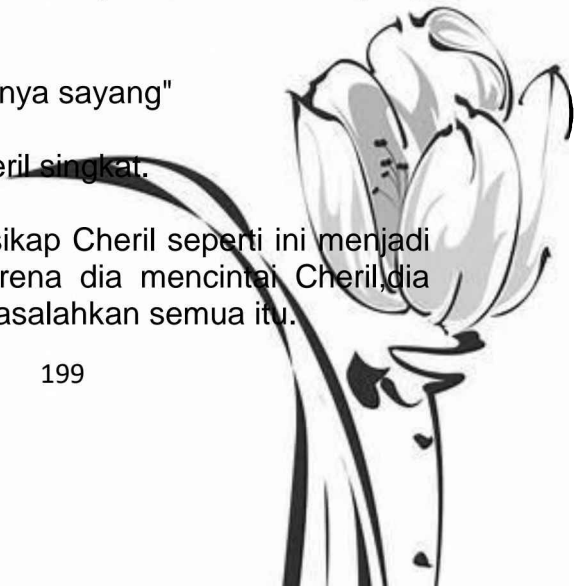 nya sayang"
eril singkat.
sikap Cheril seperti ini menjadi
rena dia mencintai Cheril,dia
asalahkan semua itu.
199